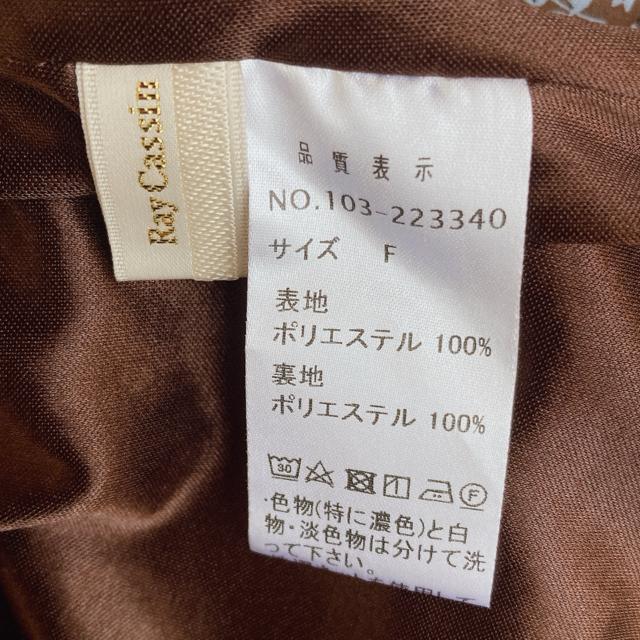 Ray Cassin
品質表示
NO.103-223340
サイズ F
表地
ポリエステル 100%
裏地
ポリエステル 100%
30 F
・色物(特に濃色)と白
物・淡色物は分けて洗
って下さい。